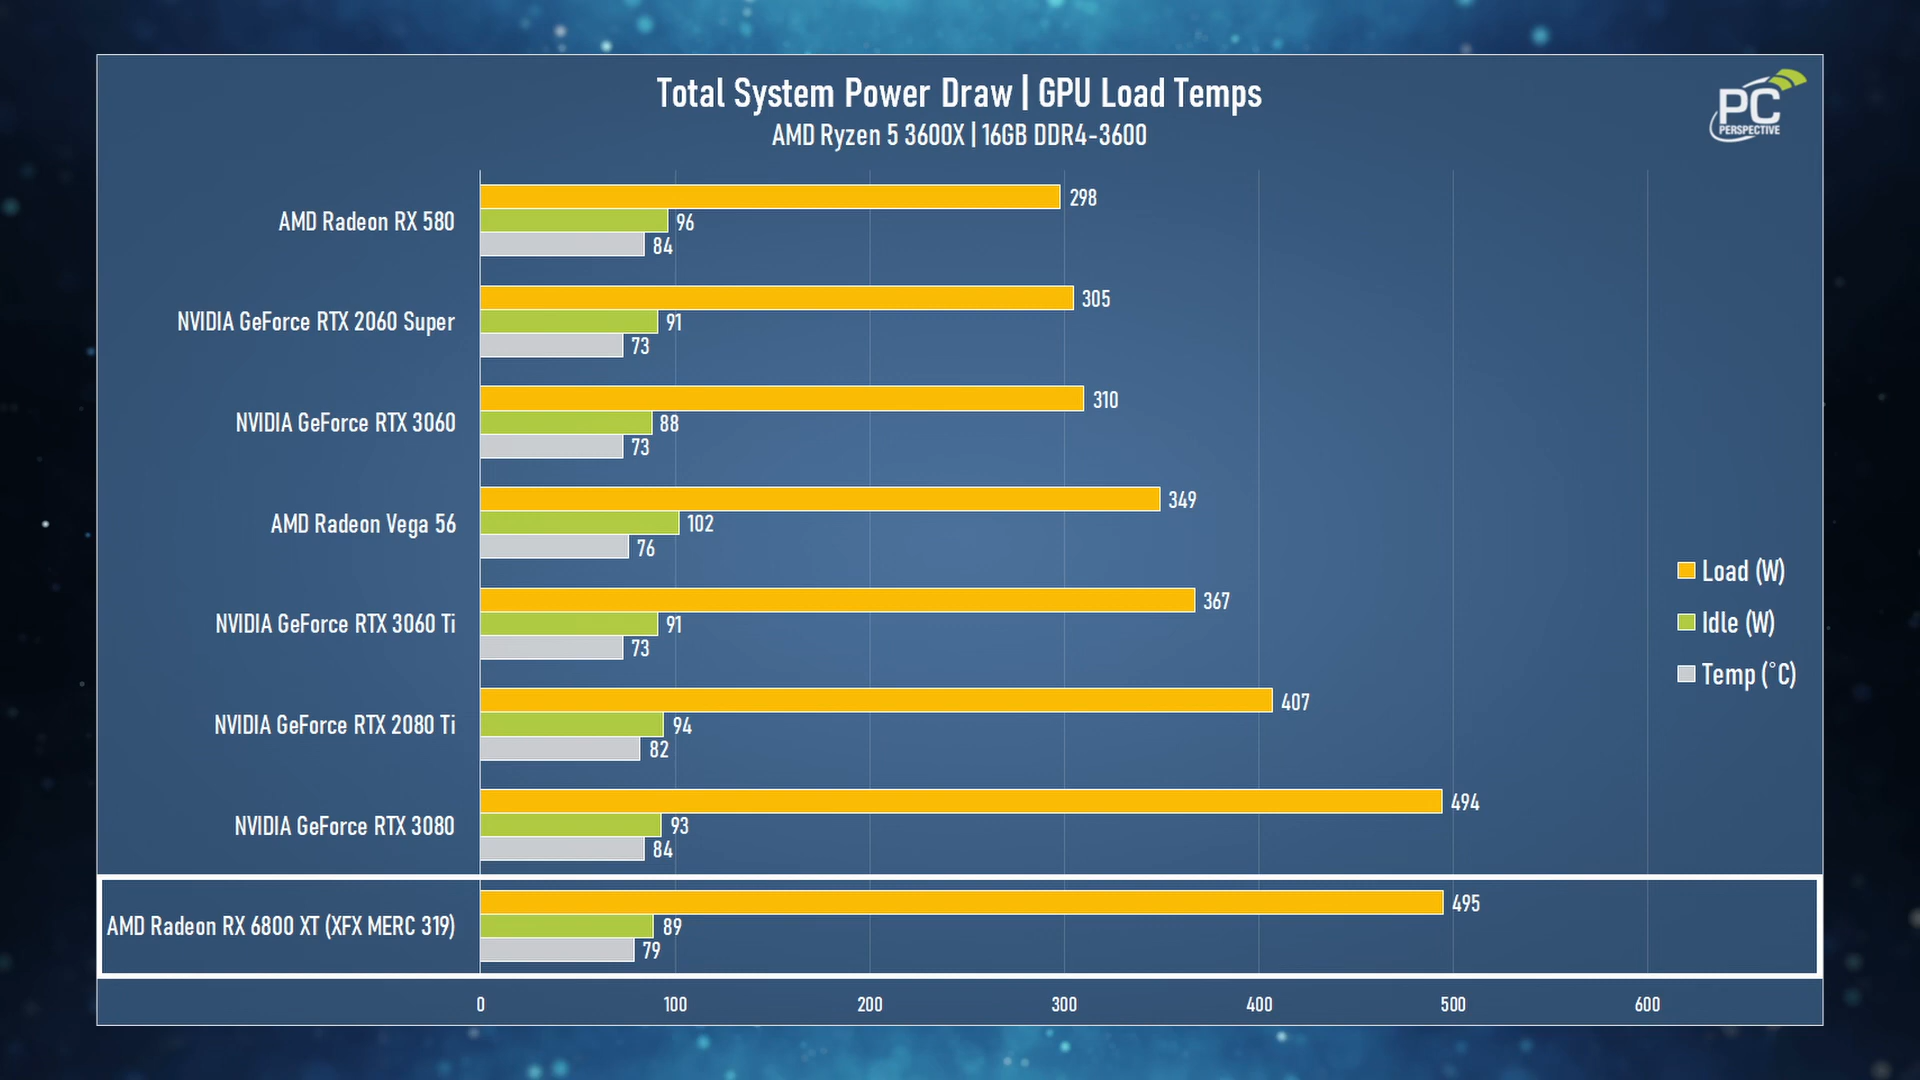 Total System Power Draw | GPU Load Temps
AMD Ryzen 5 3600X | 16GB DDR4-3600
PC
PERSPECTIVE
AMD Radeon RX 580
298
96
84
NVIDIA GeForce RTX 2060 Super
305
91
73
NVIDIA GeForce RTX 3060
310
88
73
AMD Radeon Vega 56
349
102
76
NVIDIA GeForce RTX 3060 Ti
367
91
73
NVIDIA GeForce RTX 2080 Ti
407
94
82
NVIDIA GeForce RTX 3080
494
93
84
AMD Radeon RX 6800 XT (XFX MERC 319)
495
89
79
Load (W)
Idle (W)
Temp (°C)
0 100 200 300 400 500 600